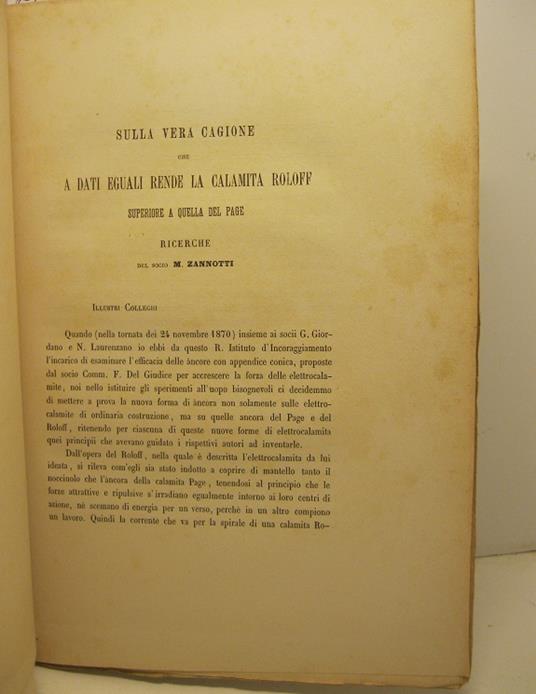 SULLA VERA CAGIONE
CHE
A DATI EGUALI RENDE LA CALAMITA ROLOFF
SUPERIORE A QUELLA DEL PAGE
RICERCHE
DEL SOCIO M. ZANNOTTI
ILLUSTRI COLLEGHI
Quando (nella tornata dei 24 novembre 1870) insieme ai socii G. Gior-
dano e N. Laurenzano io ebbi da questo R. Istituto d'Incoraggiamento
l'incarico di esaminare l'efficacia delle àncore con appendice conica, proposte
dal socio Comm. F. Del Giudice per accrescere la forza delle elettrocala-
mite, noi nello istituire gli sperimenti all'uopo bisognevoli ci decidemmo
di mettere a prova la nuova forma di àncora non solamente sulle elettro-
calamite di ordinaria costruzione, ma su quelle ancora del Page e del
Roloff, ritenendo per ciascuna di queste nuove forme di elettrocalamita
quei principii che avevano guidato i rispettivi autori ad inventarle.
Dall'opera del Roloff, nella quale è descritta l'elettrocalamita da lui
ideata, si rileva com'egli sia stato indotto a coprire di mantello tanto il
nocciuolo che l'àncora della calamita Page, tenendosi al principio che le
forze attrattive e ripulsive s'irradiano egualmente intorno ai loro centri di
azione, nè scemano di energia per un verso, perchè in un altro compiono
un lavoro. Quindi la corrente che va per la spirale di una calamita Ro-